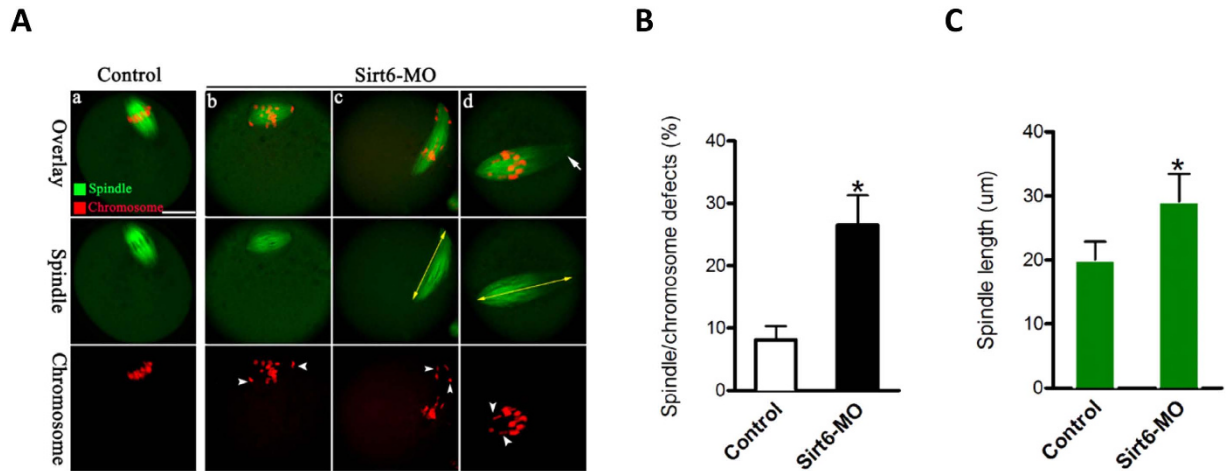 A
B
C
Control
Sirt6-MO
a
b
c
d
Overlay
Spindle
Chromosome
Spindle
Chromosome
Spindle/chromosome defects (%)
40
30
20
10
0
*
Control
Sirt6-MO
Spindle length (um)
40
30
20
10
0
*
Control
Sirt6-MO